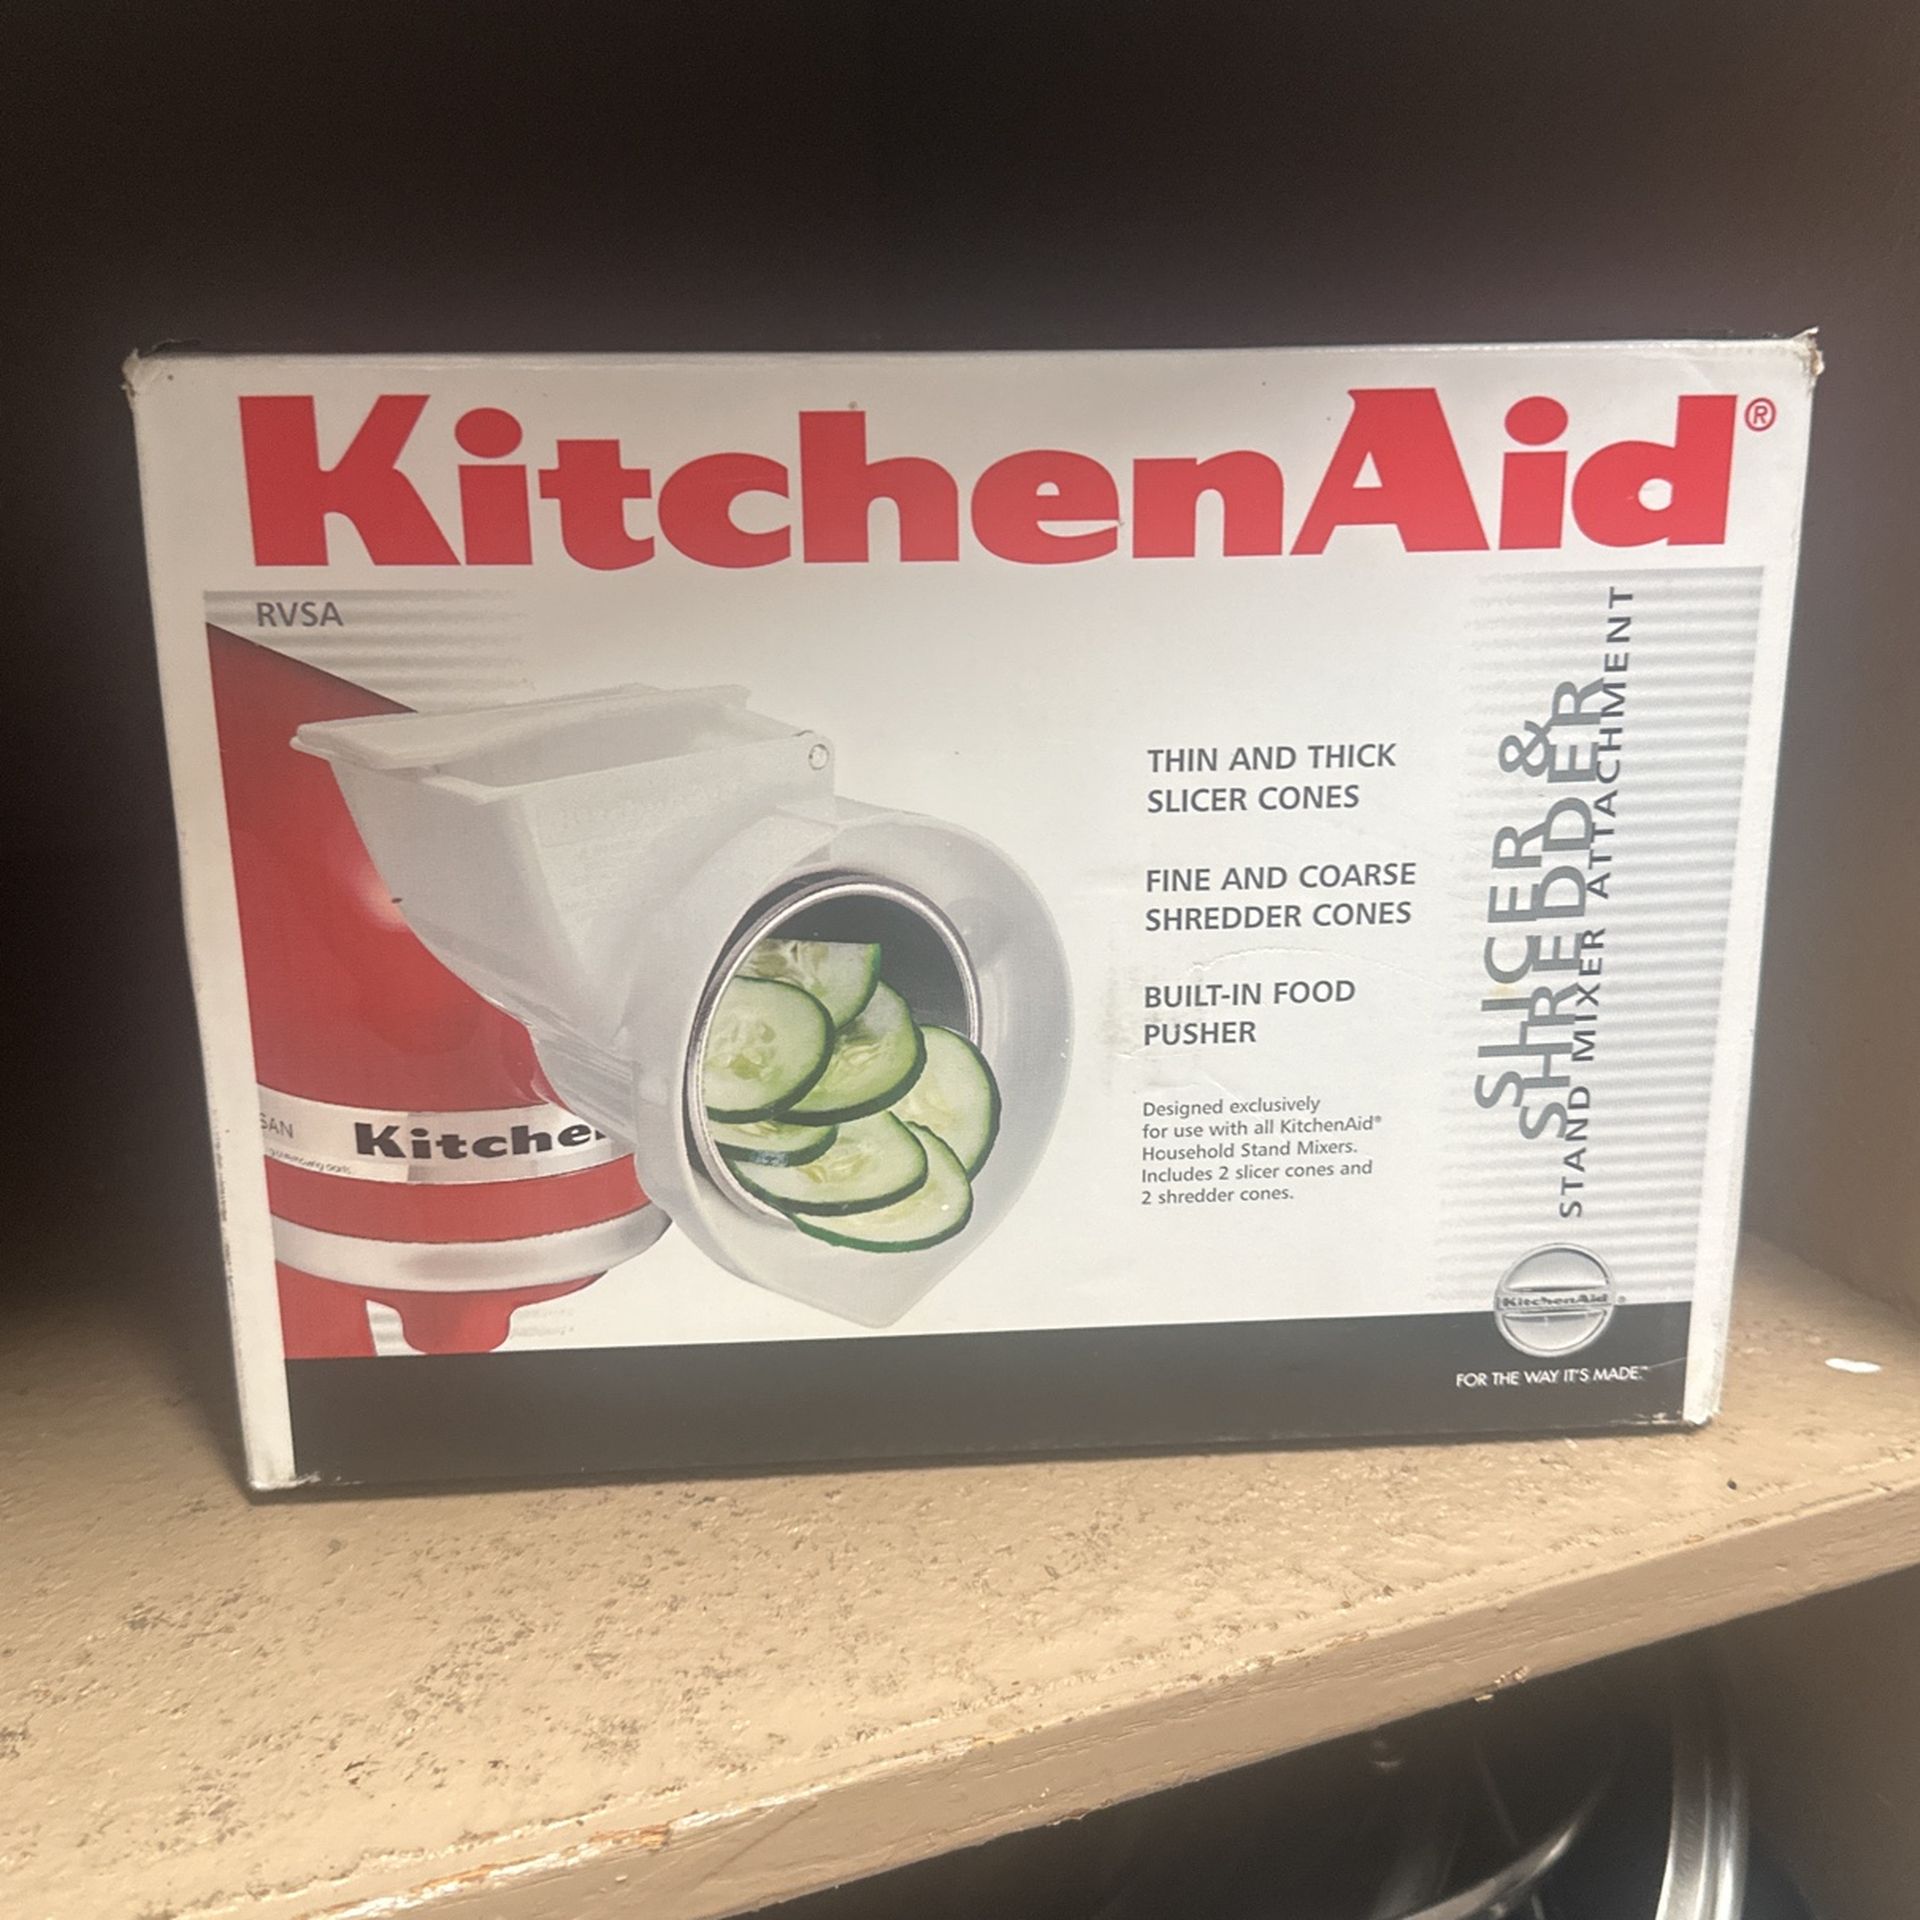 KitchenAid®
RVSA
THIN AND THICK
SLICER CONES
FINE AND COARSE
SHREDDER CONES
BUILT-IN FOOD
PUSHER
Designed exclusively
for use with all KitchenAid®
Household Stand Mixers.
Includes 2 slicer cones and
2 shredder cones.
SLICER &
SHREDDER
STAND MIXER ATTACHMENT
SAN
Kitche
KitchenAid
FOR THE WAY IT'S MADE.™